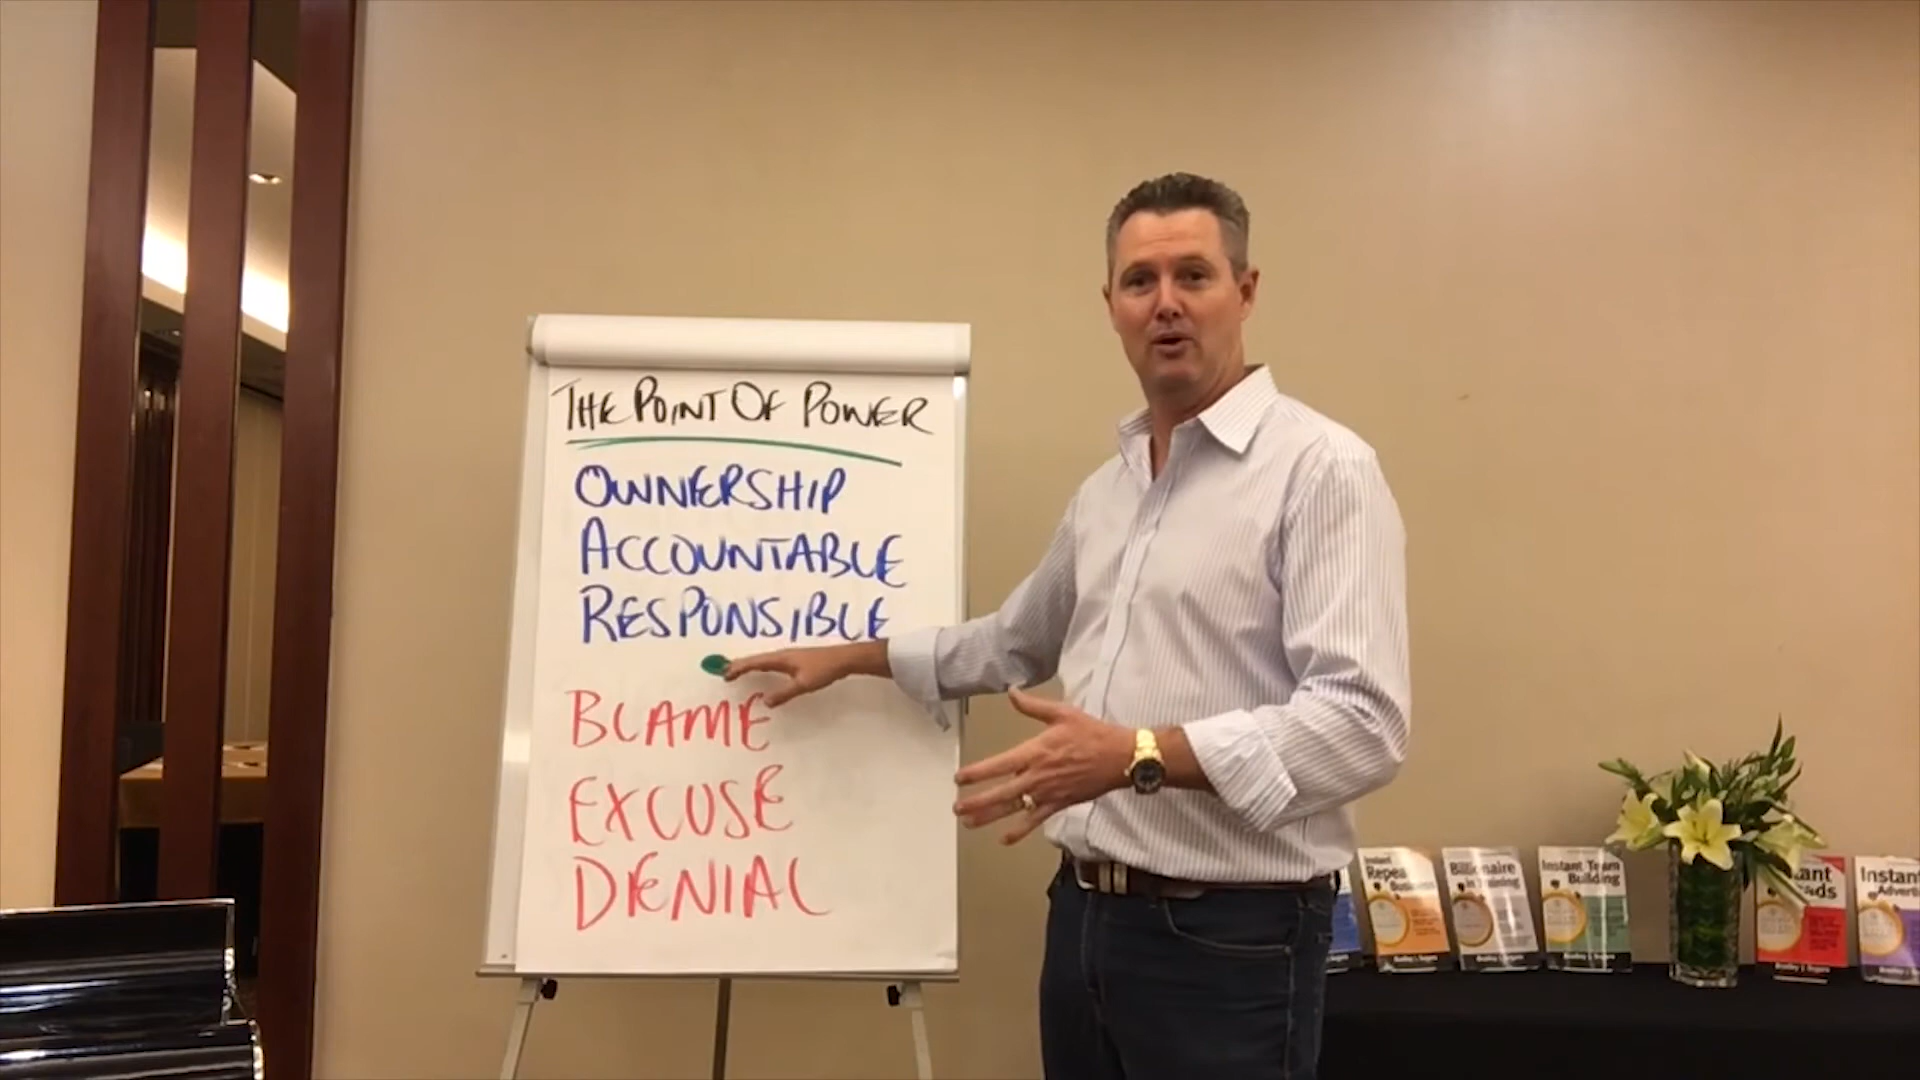 THE POINT OF POWER
OWNERSHIP
ACCOUNTABLE
RESPONSIBLE
BLAME
EXCUSE
DENIAL
Instant
Repeat
Business
Billionaire
in Training
Instant Team
Building
Instant
Advertising